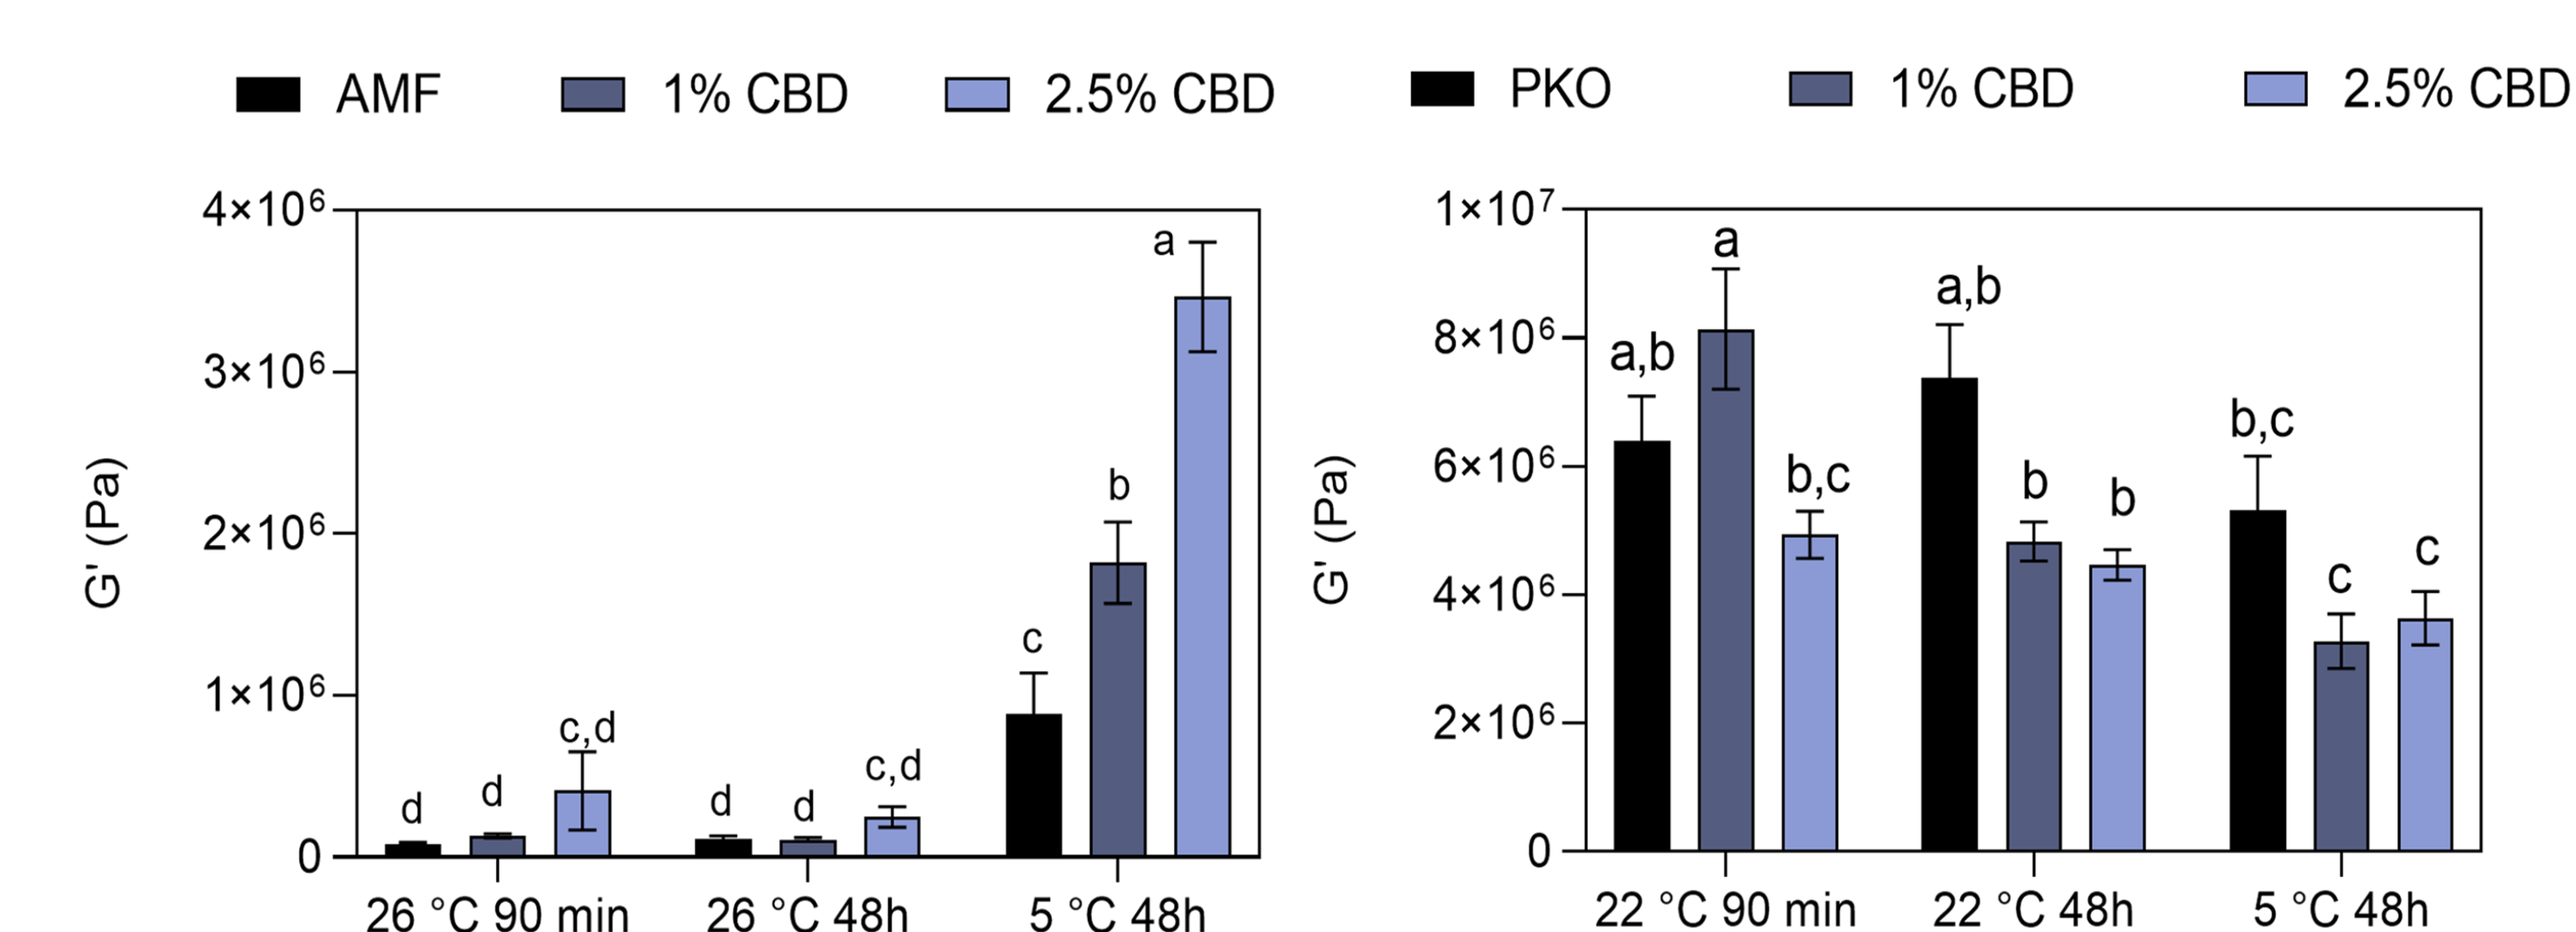 AMF 1% CBD 2.5% CBD
4×10⁶
3×10⁶
2×10⁶
1×10⁶
0
G' (Pa)
d d c,d d d c,d c b a
26 °C 90 min 26 °C 48h 5 °C 48h
PKO 1% CBD 2.5% CBD
1×10⁷
8×10⁶
6×10⁶
4×10⁶
2×10⁶
0
G' (Pa)
a,b a b,c a,b b b b,c c c
22 °C 90 min 22 °C 48h 5 °C 48h